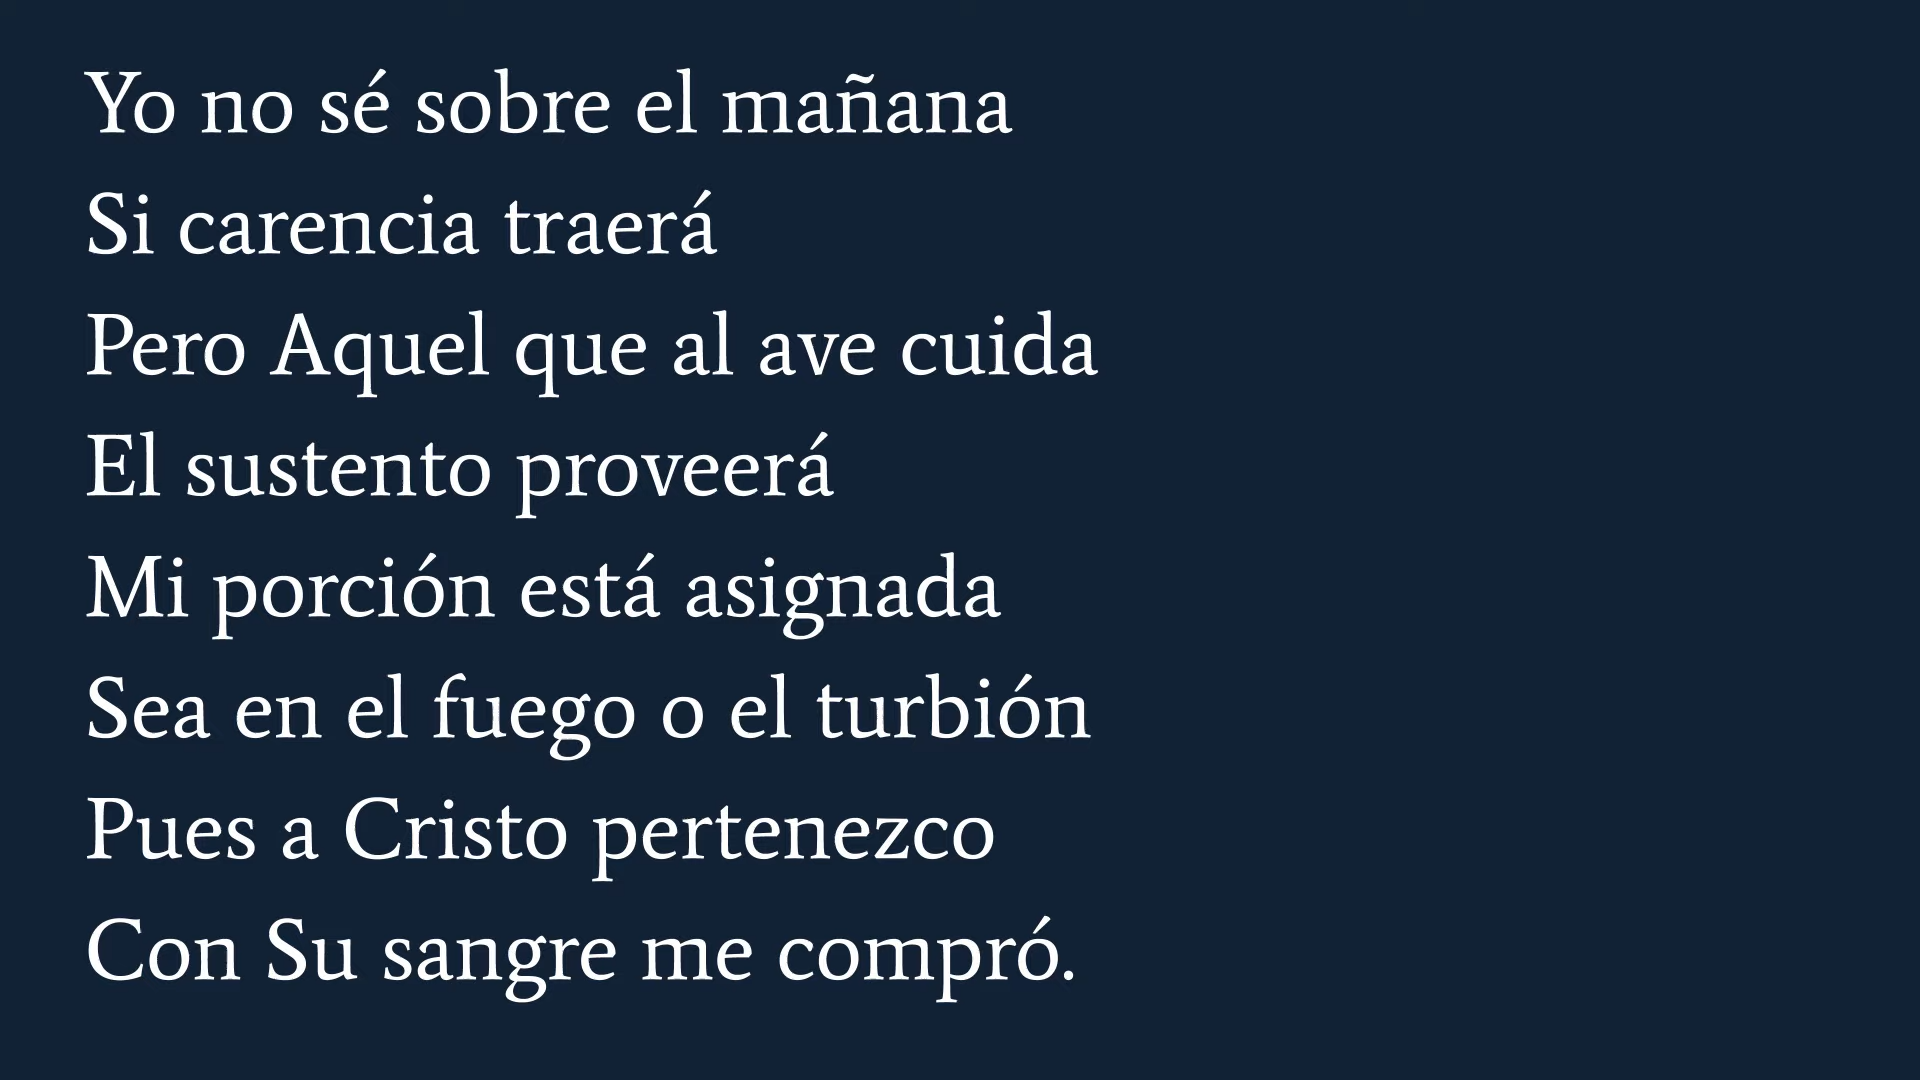 Yo no sé sobre el mañana
Si carencia traerá
Pero Aquel que al ave cuida
El sustento proveerá
Mi porción está asignada
Sea en el fuego o el turbión
Pues a Cristo pertenezco
Con Su sangre me compró.